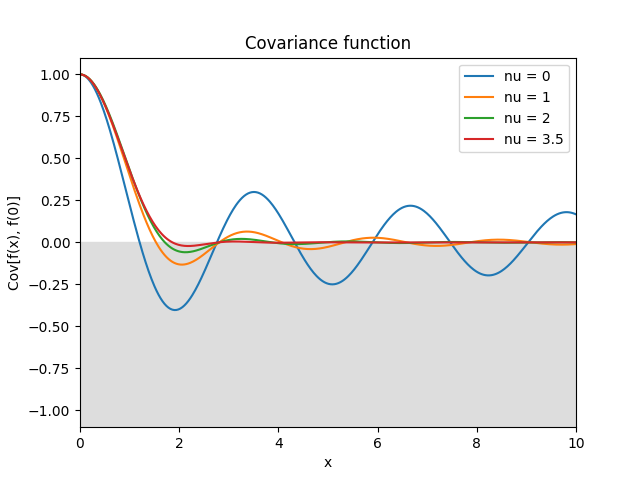 Covariance function
nu = 0
nu = 1
nu = 2
nu = 3.5
Cov[f(x), f(0)]
1.00
0.75
0.50
0.25
0.00
−0.25
−0.50
−0.75
−1.00
0 2 4 6 8 10
x